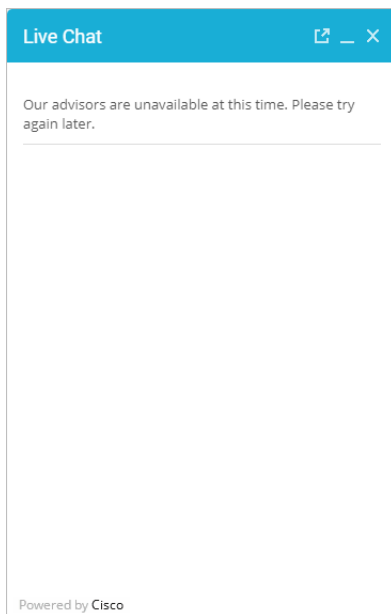 Live Chat
Our advisors are unavailable at this time. Please try
again later.
Powered by Cisco